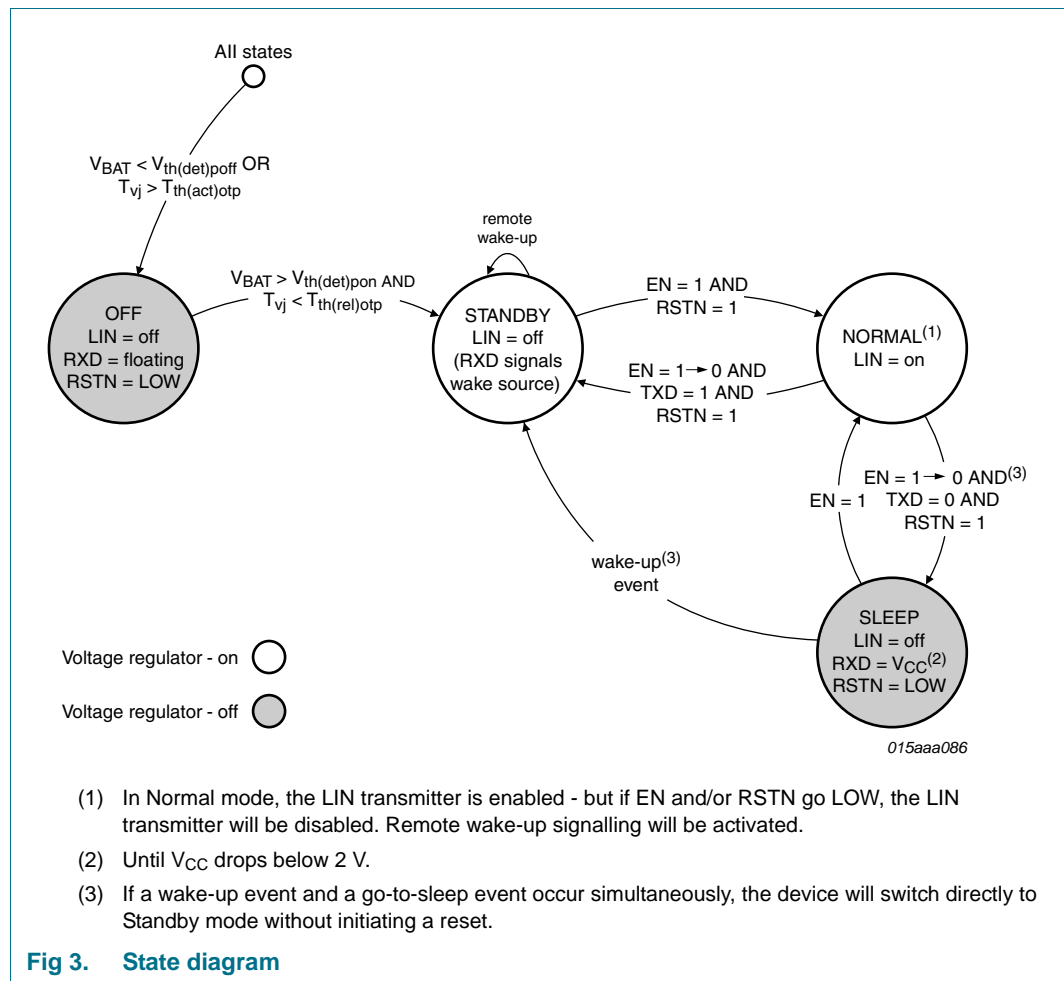 All states
V_BAT < V_th(det)poff OR
T_vj > T_th(act)otp
remote
wake-up
V_BAT > V_th(det)pon AND
T_vj < T_th(rel)otp
EN = 1 AND
RSTN = 1
OFF
LIN = off
RXD = floating
RSTN = LOW
STANDBY
LIN = off
(RXD signals
wake source)
NORMAL(1)
LIN = on
EN = 1 → 0 AND
TXD = 1 AND
RSTN = 1
EN = 1
EN = 1 → 0 AND(3)
TXD = 0 AND
RSTN = 1
wake-up(3)
event
SLEEP
LIN = off
RXD = V_CC(2)
RSTN = LOW
Voltage regulator - on
Voltage regulator - off
015aaa086
(1) In Normal mode, the LIN transmitter is enabled - but if EN and/or RSTN go LOW, the LIN
transmitter will be disabled. Remote wake-up signalling will be activated.
(2) Until V_CC drops below 2 V.
(3) If a wake-up event and a go-to-sleep event occur simultaneously, the device will switch directly to
Standby mode without initiating a reset.
Fig 3. State diagram